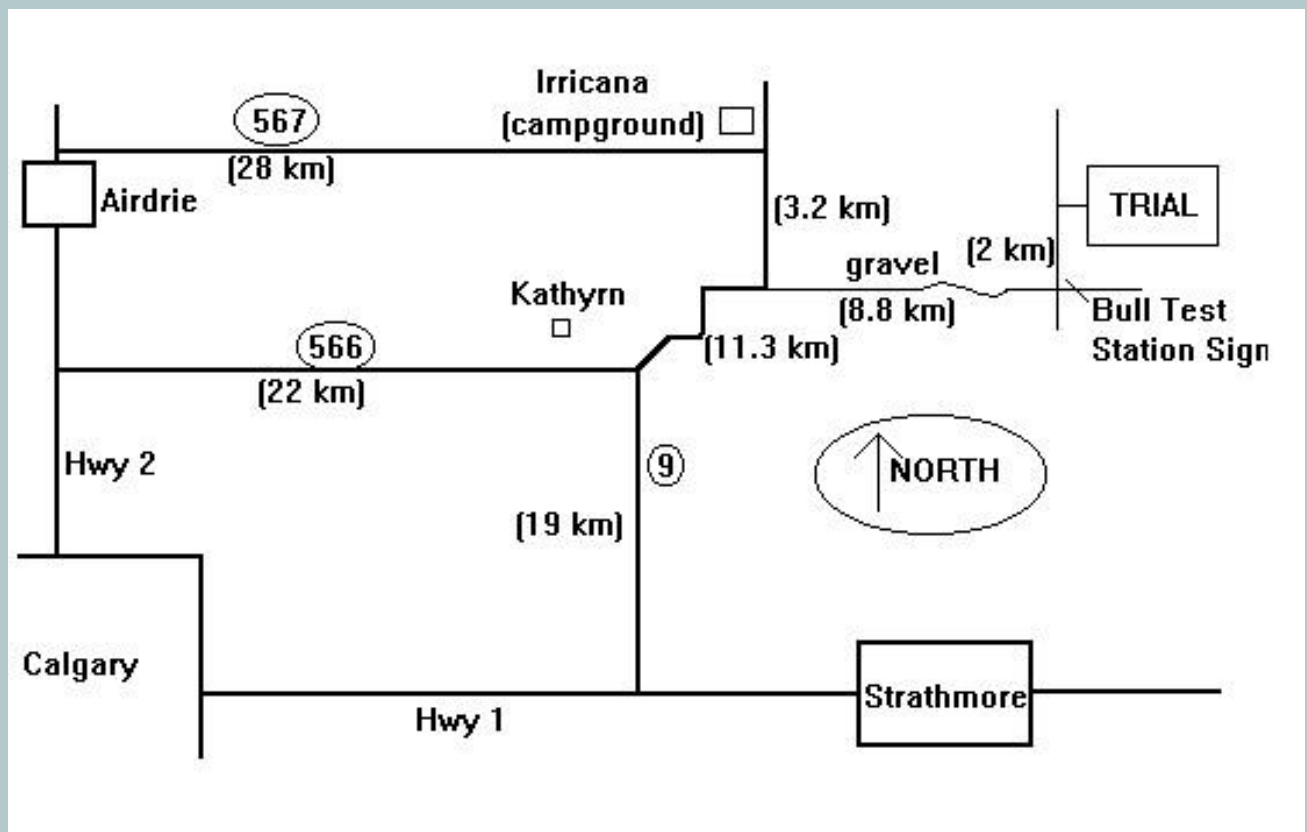 Irricana
(campground)
567
(28 km)
Airdrie
(3.2 km)
TRIAL
(2 km)
gravel
Kathyrn
(8.8 km)
Bull Test
Station Sign
566
(11.3 km)
(22 km)
Hwy 2
9
NORTH
(19 km)
Calgary
Strathmore
Hwy 1